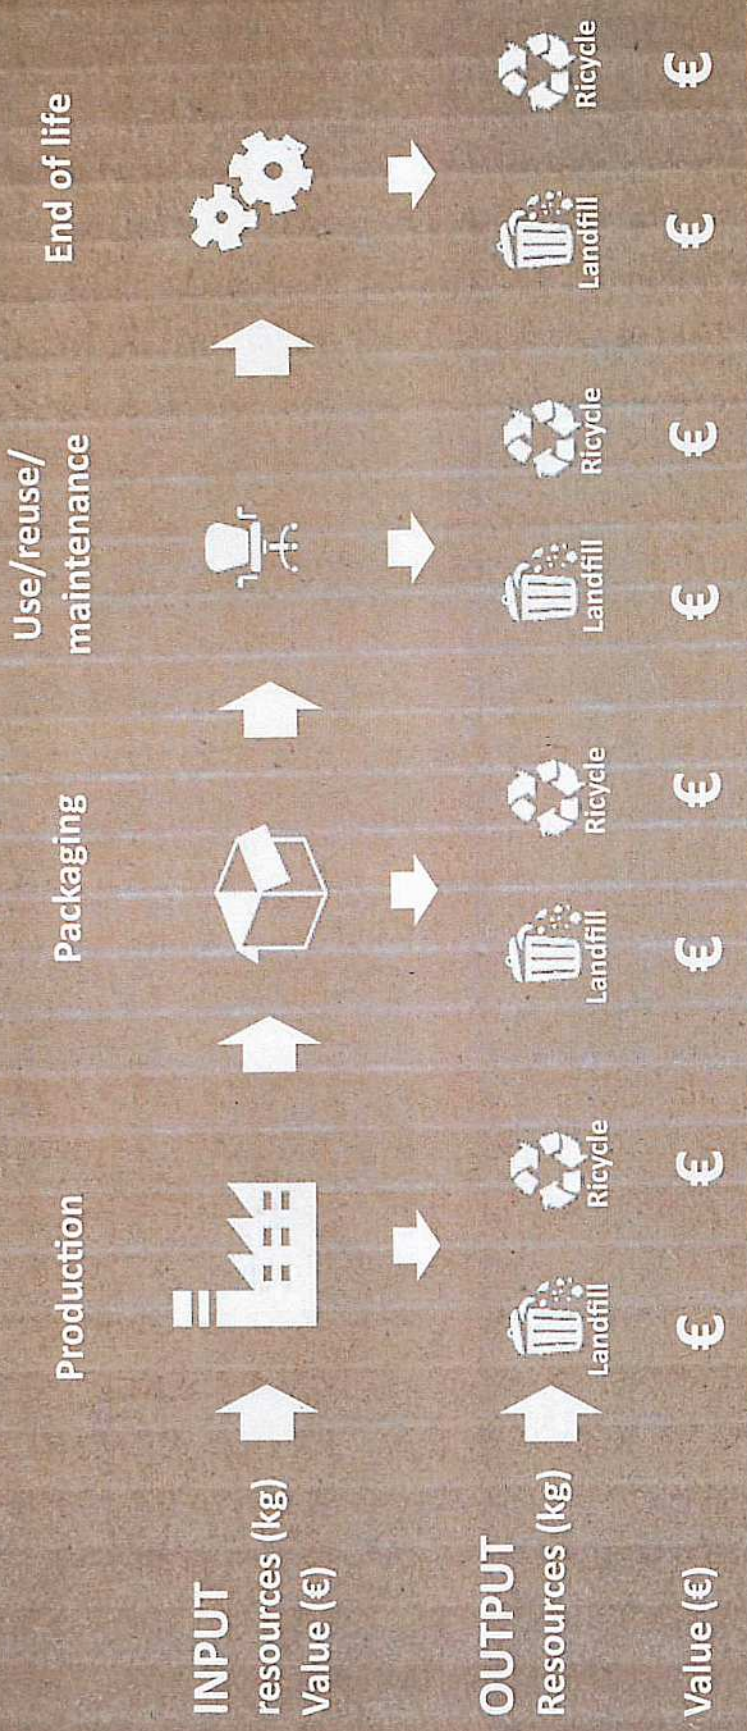 Production
Packaging
Use/reuse/
maintenance
End of life
INPUT
resources (kg)
Value (€)
OUTPUT
Resources (kg)
Landfill
Ricycle
Landfill
Ricycle
Landfill
Ricycle
Landfill
Ricycle
Value (€)
€
€
€
€
€
€
€
€